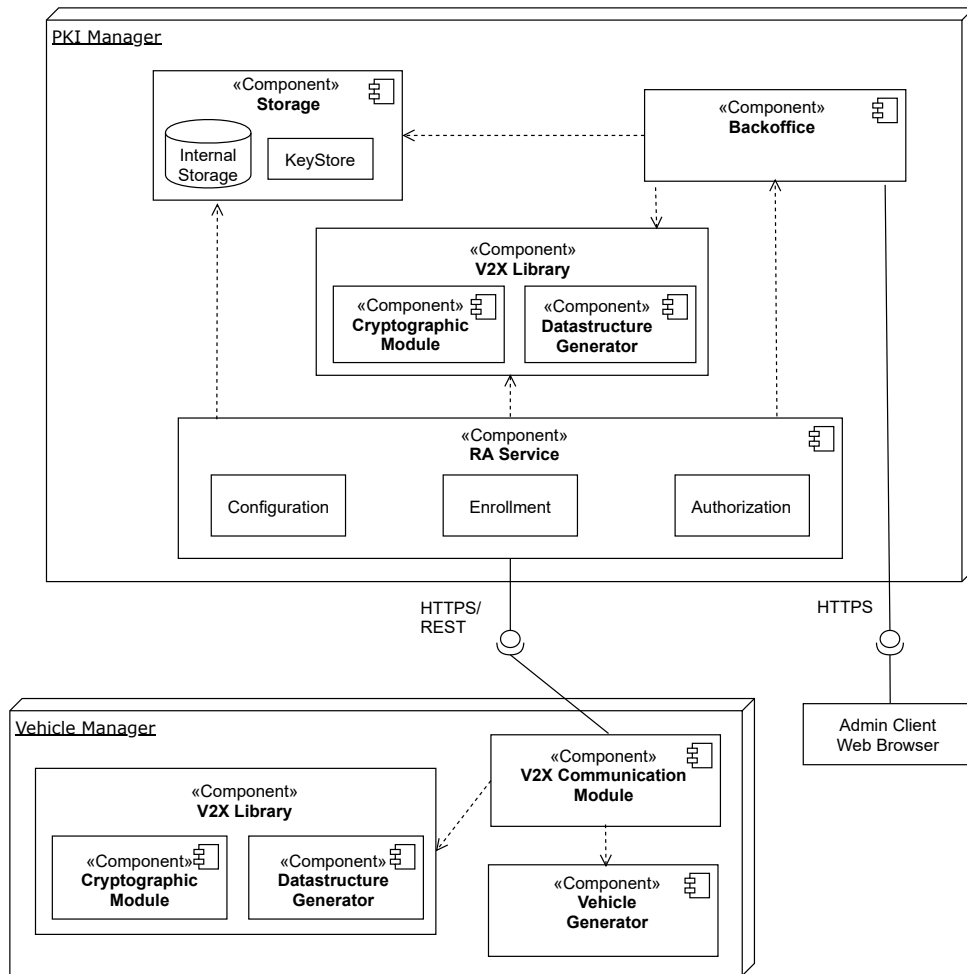 PKI Manager
«Component»
Storage
Internal
Storage
KeyStore
«Component»
Backoffice
«Component»
V2X Library
«Component»
Cryptographic
Module
«Component»
Datastructure
Generator
«Component»
RA Service
Configuration
Enrollment
Authorization
HTTPS/
REST
HTTPS
Vehicle Manager
«Component»
V2X Library
«Component»
Cryptographic
Module
«Component»
Datastructure
Generator
«Component»
V2X Communication
Module
«Component»
Vehicle
Generator
Admin Client
Web Browser